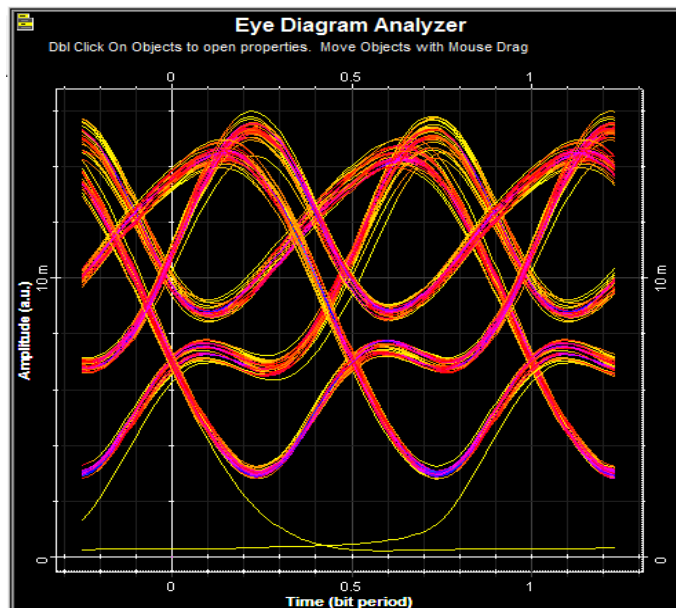 Eye Diagram Analyzer
Dbl Click On Objects to open properties. Move Objects with Mouse Drag
0 0.5 1
10 m 10 m
Amplitude (a.u.)
0 0
0 0.5 1
Time (bit period)